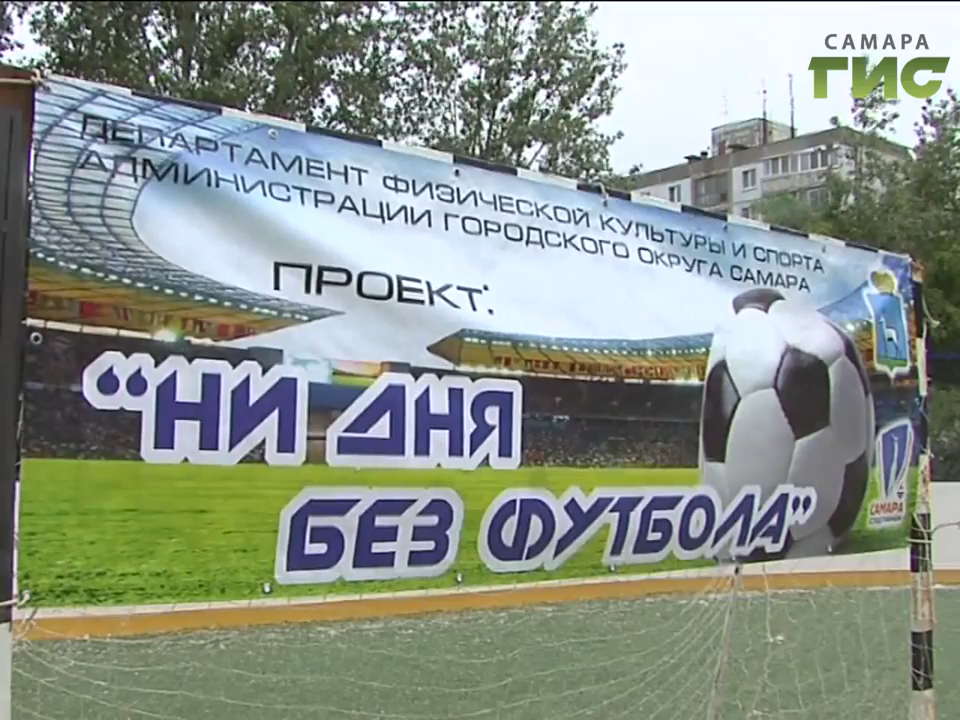 САМАРА
ГИС
ДЕПАРТАМЕНТ ФИЗИЧЕСКОЙ КУЛЬТУРЫ И СПОРТА
АДМИНИСТРАЦИИ ГОРОДСКОГО ОКРУГА САМАРА
ПРОЕКТ:
“НИ ДНЯ
БЕЗ ФУТБОЛА”
САМАРА